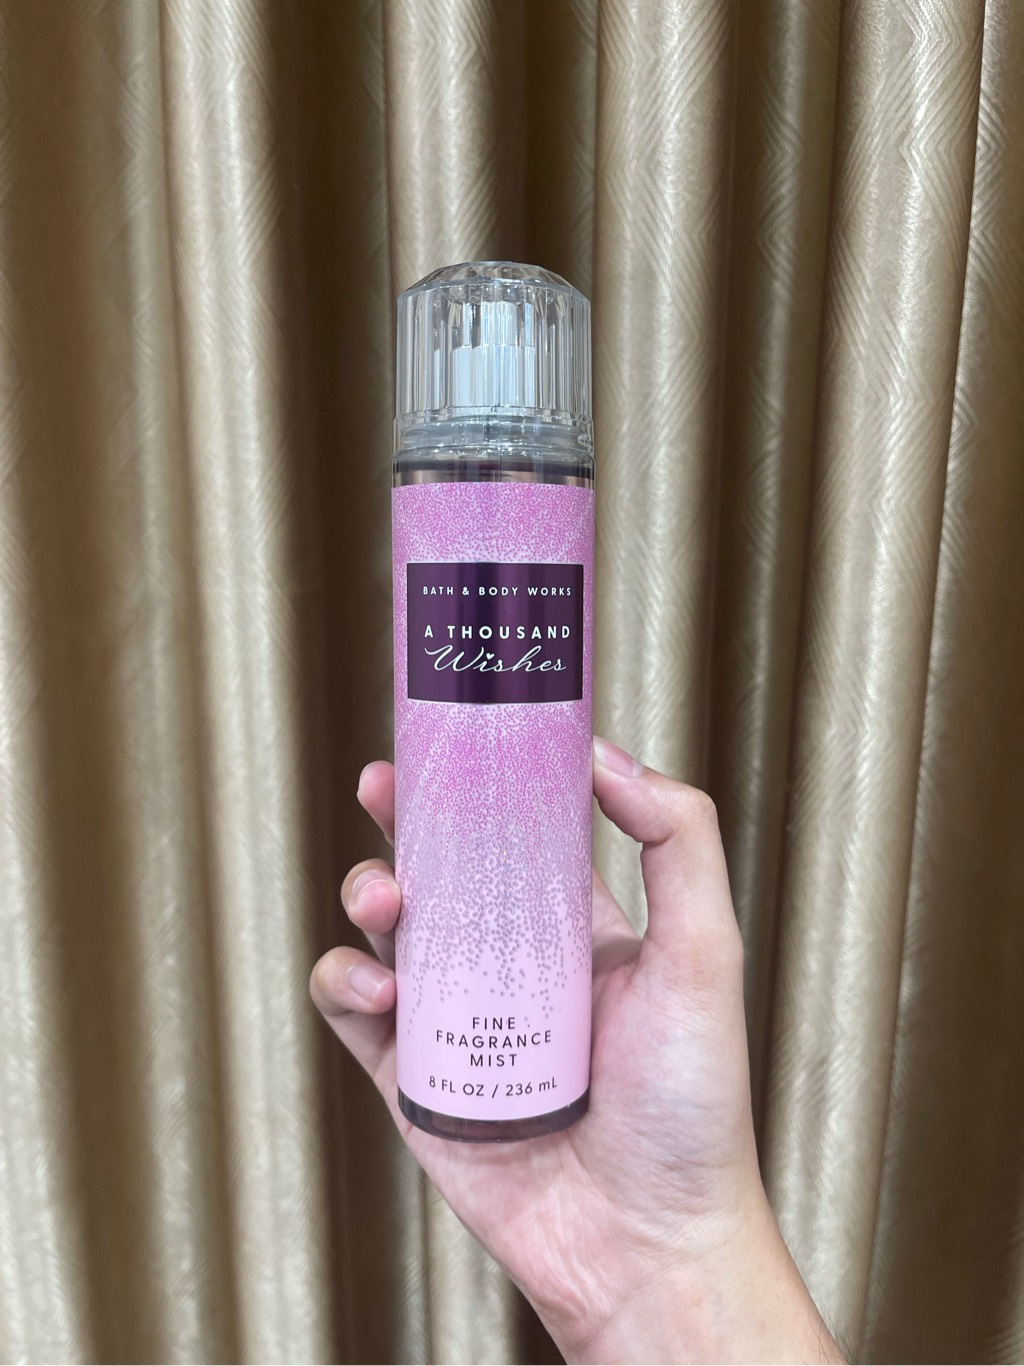 BATH & BODY WORKS
A THOUSAND
Wishes
FINE
FRAGRANCE
MIST
8 FL OZ / 236 mL